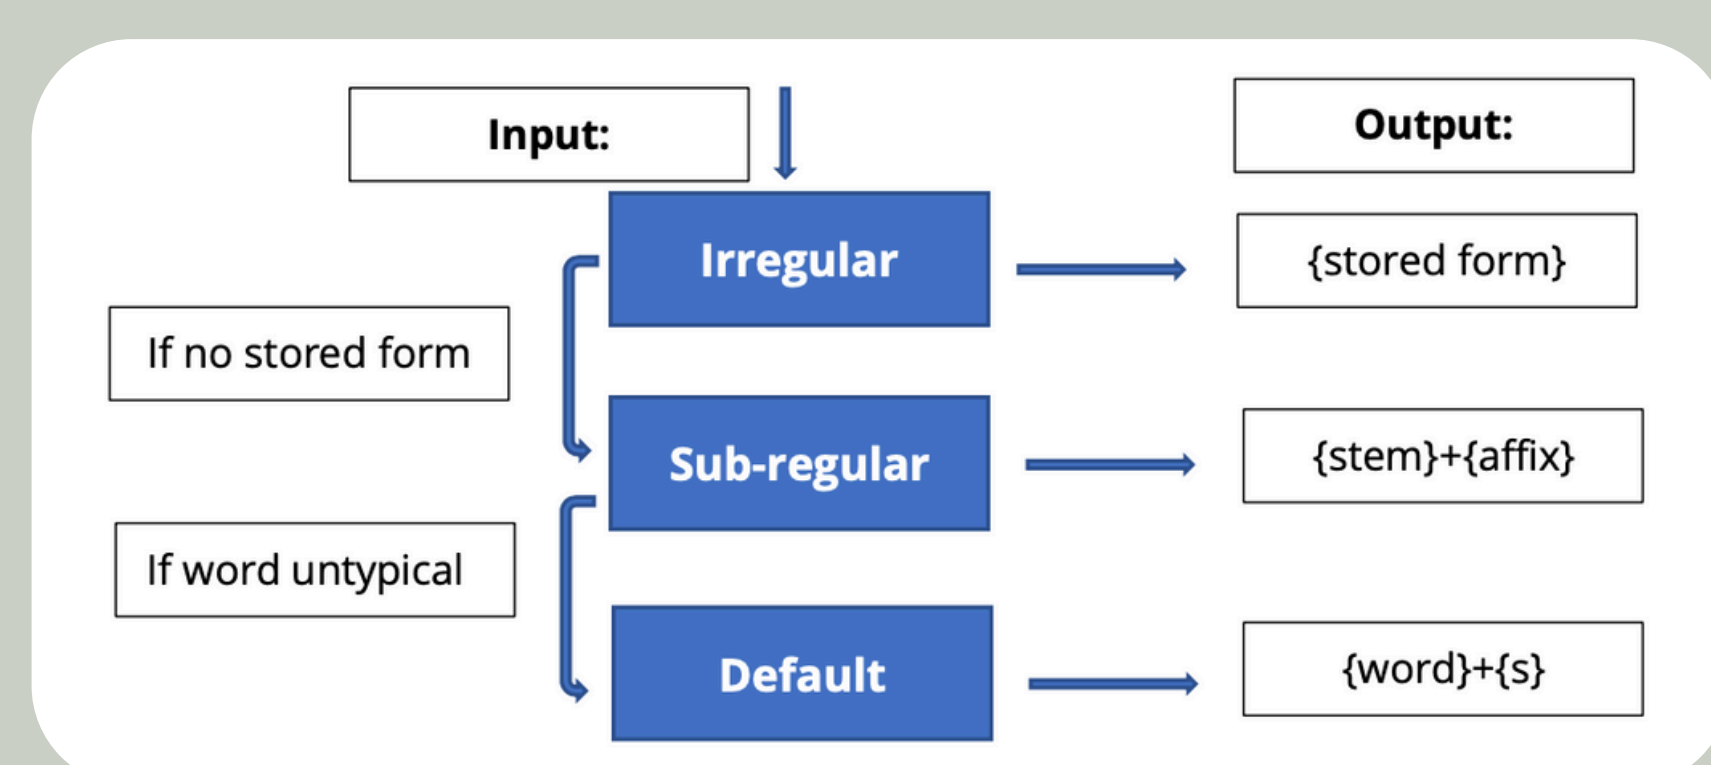 Input:
Output:
Irregular
{stored form}
If no stored form
Sub-regular
{stem}+{affix}
If word untypical
Default
{word}+{s}